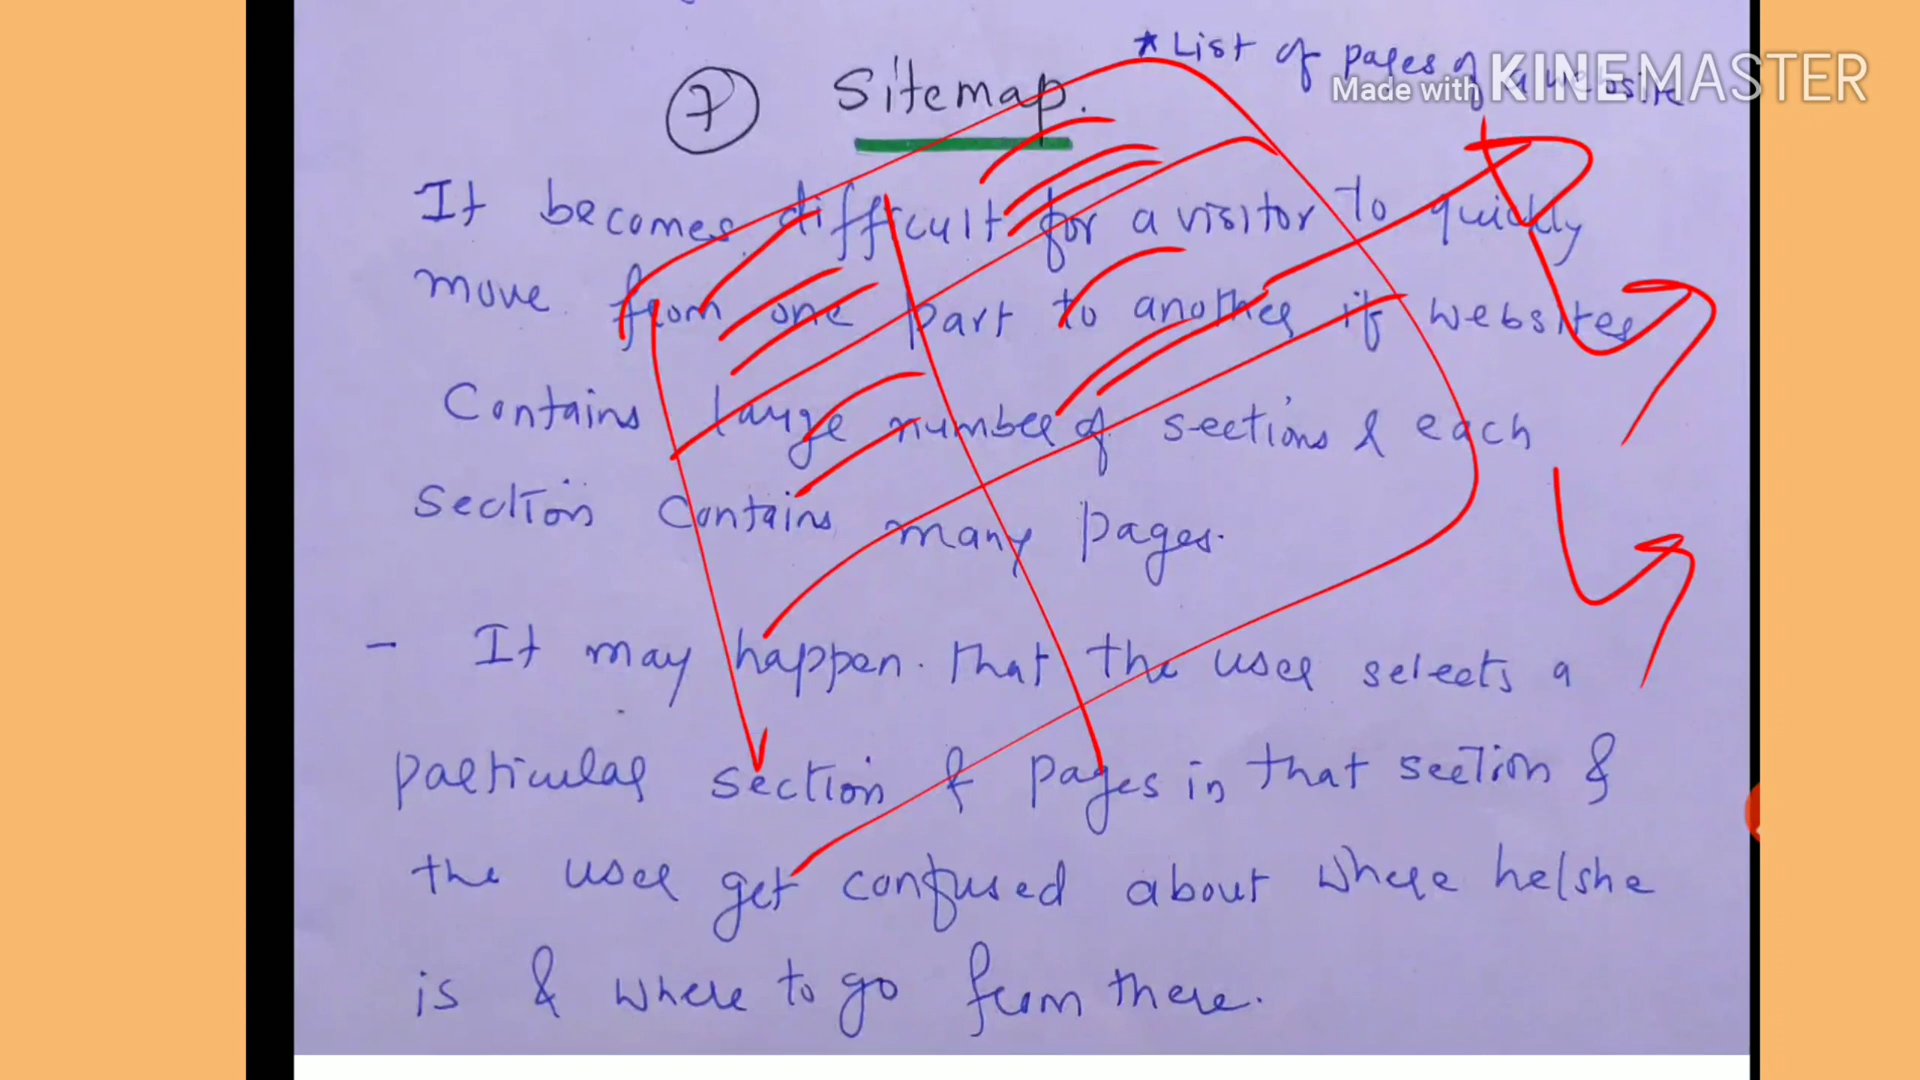 * List of pages of a website
Made with KINEMASTER
7 Sitemap.
It becomes difficult for a visitor to quickly
move from one part to another if websites
Contains large number of sections & each
section contains many pages.
- It may happen that the user selects a
particular section & pages in that section &
the user get confused about where he/she
is & where to go from there.